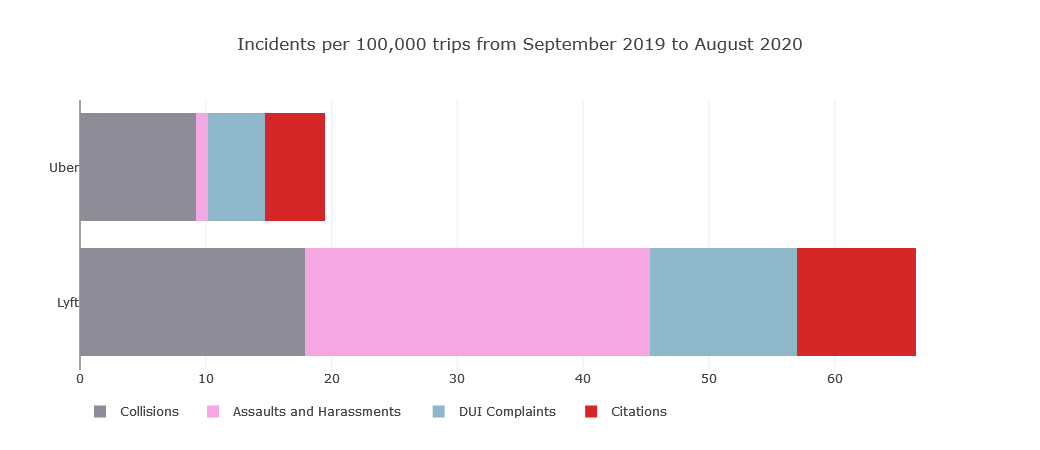 Incidents per 100,000 trips from September 2019 to August 2020
Uber
Lyft
0 10 20 30 40 50 60
Collisions Assaults and Harassments DUI Complaints Citations